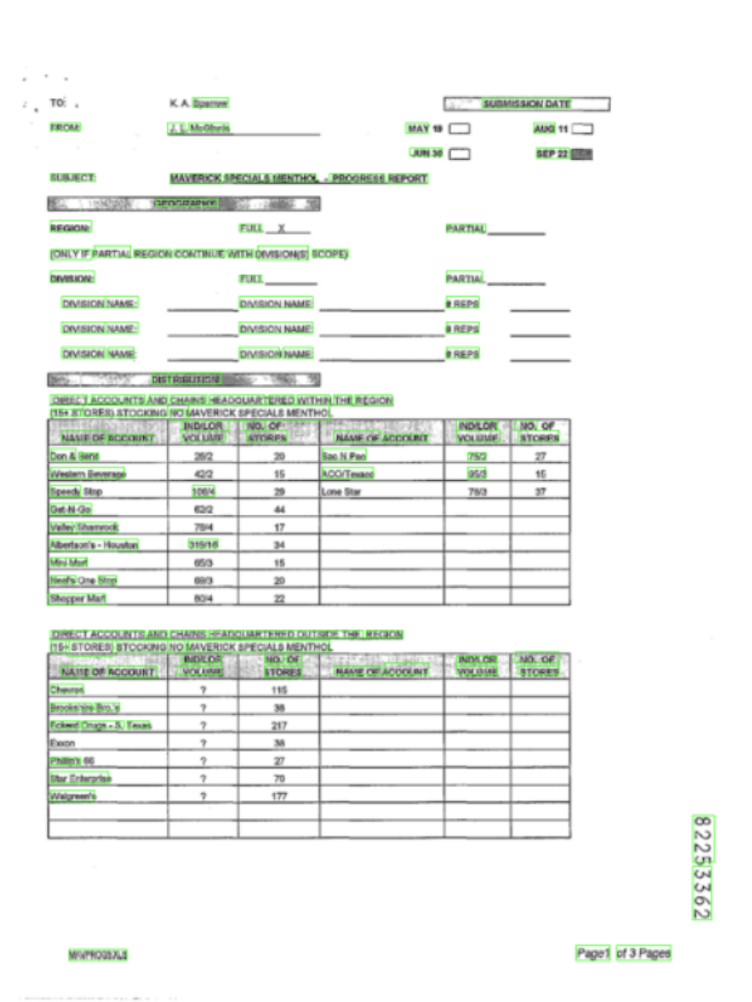 TO: K. A. Sparrow
SUBMISSION DATE
FROM: J. L. McGinnis
MAY 19 AUG 11
JUN 30 SEP 22
SUBJECT: MAVERICK SPECIALS MENTHOL - PROGRESS REPORT
GEOGRAPHY
REGION: FULL X PARTIAL
(ONLY IF PARTIAL REGION CONTINUE WITH DIVISION(S) SCOPE)
DIVISION: FULL PARTIAL
DIVISION NAME: DIVISION NAME: # REPS
DIVISION NAME: DIVISION NAME: # REPS
DIVISION NAME: DIVISION NAME: # REPS
DISTRIBUTION
DIRECT ACCOUNTS AND CHAINS HEADQUARTERED WITHIN THE REGION
(15+ STORES) STOCKING NO MAVERICK SPECIALS MENTHOL
NAME OF ACCOUNT IND/LOR VOLUME NO. OF STORES NAME OF ACCOUNT IND/LOR VOLUME NO. OF STORES
Don & Bens 26/2 20 Sac N Pac 75/3 27
Western Beverage 42/2 15 ACO/Texaco 95/3 15
Speedy Stop 106/4 29 Lone Star 78/3 37
Get-N-Go 62/2 44
Valley Shamrock 78/4 17
Albertson's - Houston 319/16 34
Mini-Mart 65/3 15
Neel's One Stop 69/3 20
Shopper Mart 80/4 22
DIRECT ACCOUNTS AND CHAINS HEADQUARTERED OUTSIDE THE REGION
(15+ STORES) STOCKING NO MAVERICK SPECIALS MENTHOL
NAME OF ACCOUNT IND/LOR VOLUME NO. OF STORES NAME OF ACCOUNT IND/LOR VOLUME NO. OF STORES
Chevron ? 115
Brookshire Bro.'s ? 38
Eckerd Drugs - S. Texas ? 217
Exxon ? 38
Phillips 66 ? 27
Star Enterprise ? 70
Walgreen's ? 177
82253362
Page1 of 3 Pages